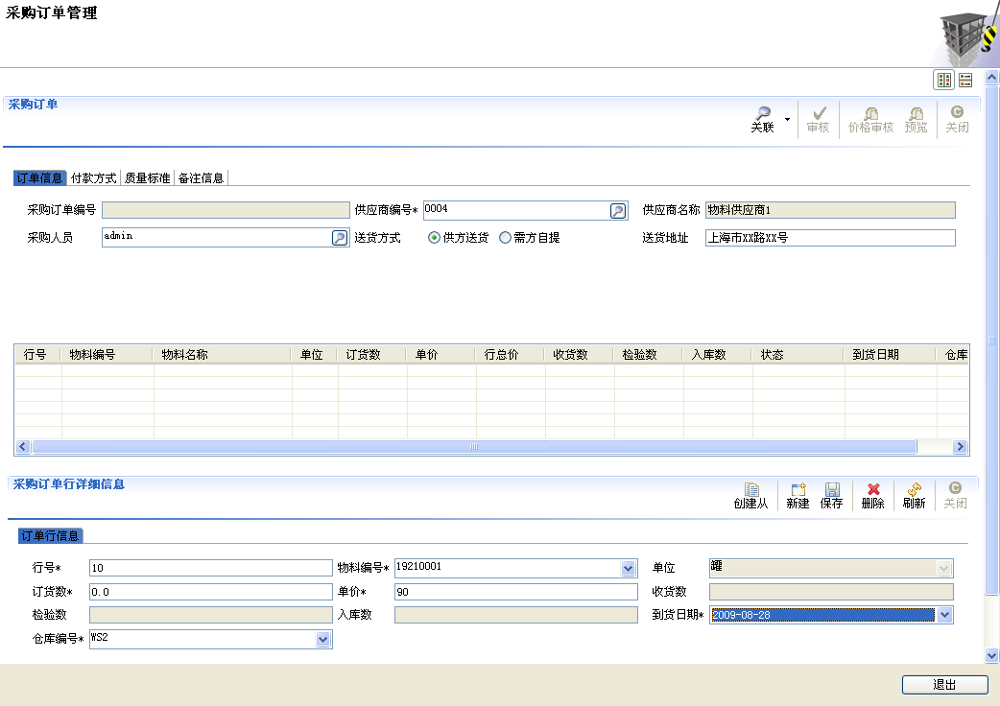 采购订单管理
采购订单
关联 审核 价格审核 预览 关闭
订单信息 付款方式 质量标准 备注信息
采购订单编号 供应商编号* 0004 供应商名称 物料供应商1
采购人员 admin 送货方式 供方送货 需方自提 送货地址 上海市XX路XX号
行号 物料编号 物料名称 单位 订货数 单价 行总价 收货数 检验数 入库数 状态 到货日期 仓库
采购订单行详细信息
创建从 新建 保存 删除 刷新 关闭
订单行信息
行号* 10 物料编号* 19210001 单位 罐
订货数* 0.0 单价* 90 收货数
检验数 入库数 到货日期* 2009-08-28
仓库编号* WS2
退出